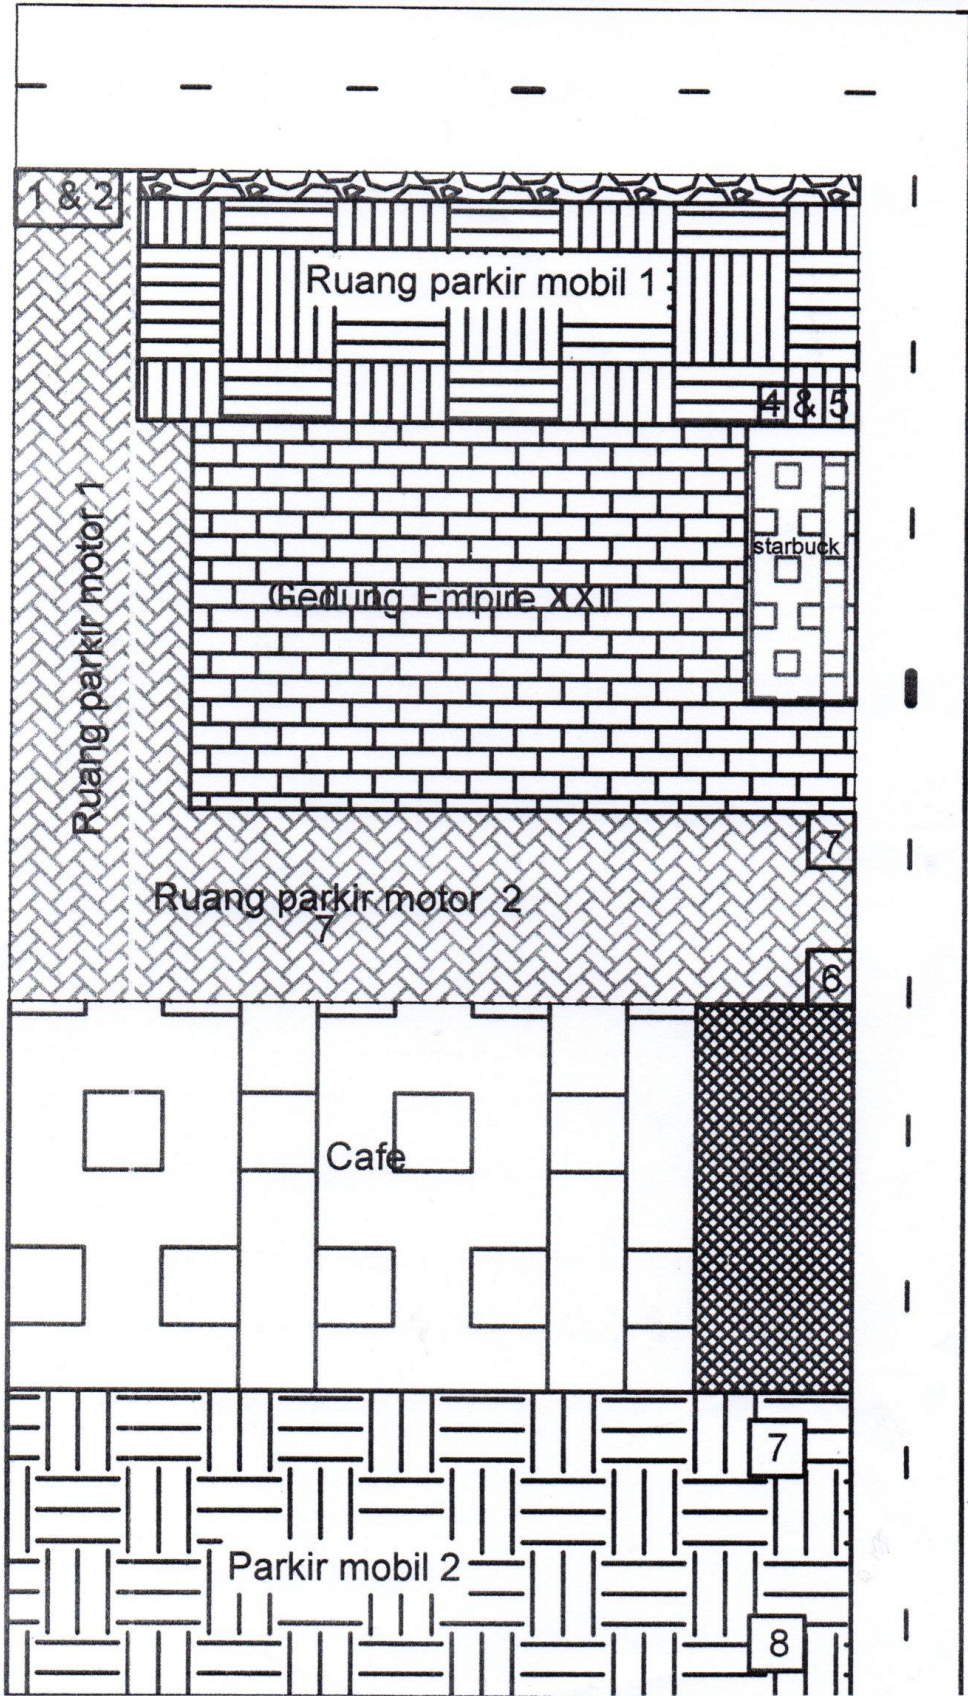 1 & 2
Ruang parkir mobil 1
4 & 5
starbuck
Ruang parkir motor 1
Gedung Empire XXI
7
Ruang parkir motor 2
7
6
Cafe
7
Parkir mobil 2
8